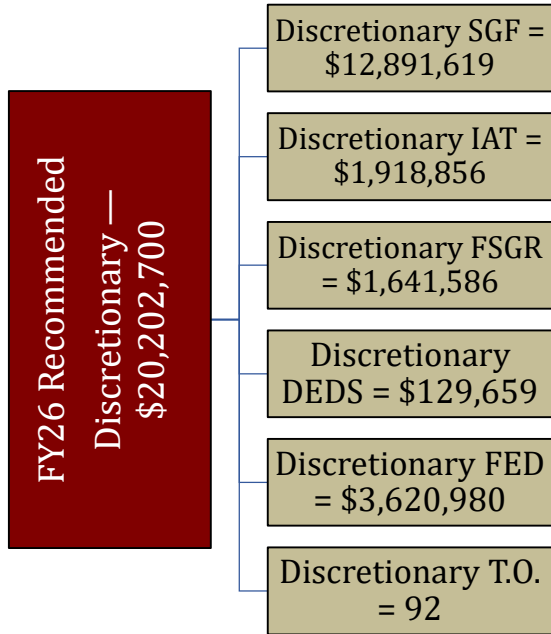 FY26 Recommended
Discretionary —
$20,202,700
Discretionary SGF =
$12,891,619
Discretionary IAT =
$1,918,856
Discretionary FSGR
= $1,641,586
Discretionary
DEDS = $129,659
Discretionary FED
= $3,620,980
Discretionary T.O.
= 92